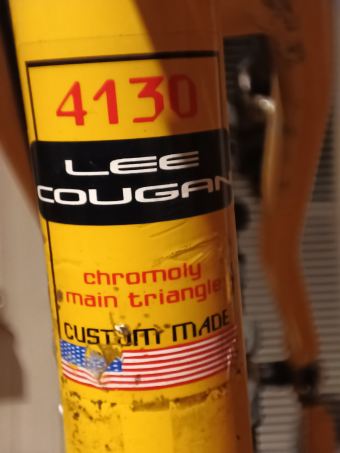 4130
LEE
COUGAN
chromoly
main triangle
CUSTOM MADE